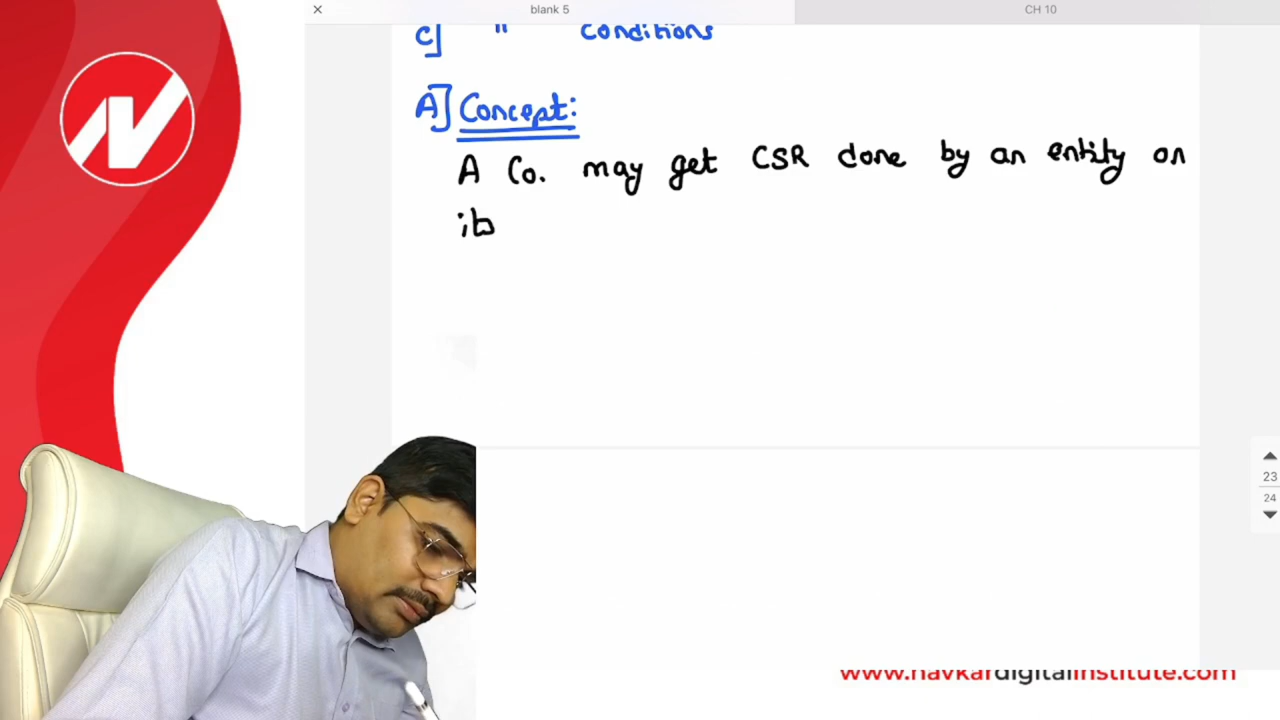 blank 5
CH 10
C] " Conditions
A] Concept:
A Co. may get CSR done by an entity on
its
23
24
www.navkardigitalinstitute.com